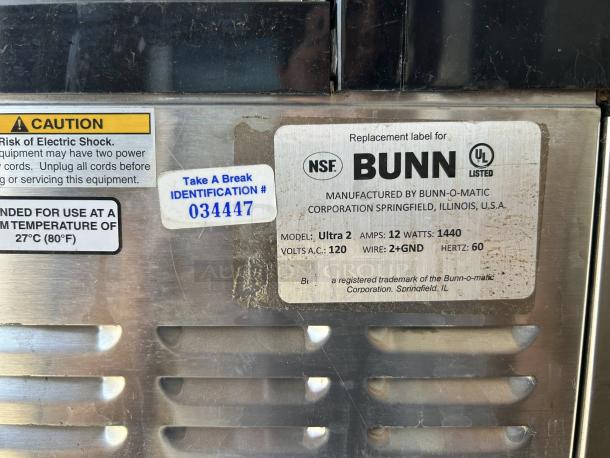 CAUTION
Risk of Electric Shock.
equipment may have two power
cords. Unplug all cords before
or servicing this equipment.
NDED FOR USE AT A
M TEMPERATURE OF
27°C (80°F)
Take A Break
IDENTIFICATION #
034447
Replacement label for
NSF. BUNN UL LISTED
MANUFACTURED BY BUNN-O-MATIC
CORPORATION SPRINGFIELD, ILLINOIS, U.S.A.
MODEL: Ultra 2 AMPS: 12 WATTS: 1440
VOLTS A.C.: 120 WIRE: 2+GND HERTZ: 60
a registered trademark of the Bunn-o-matic
Corporation, Springfield, IL